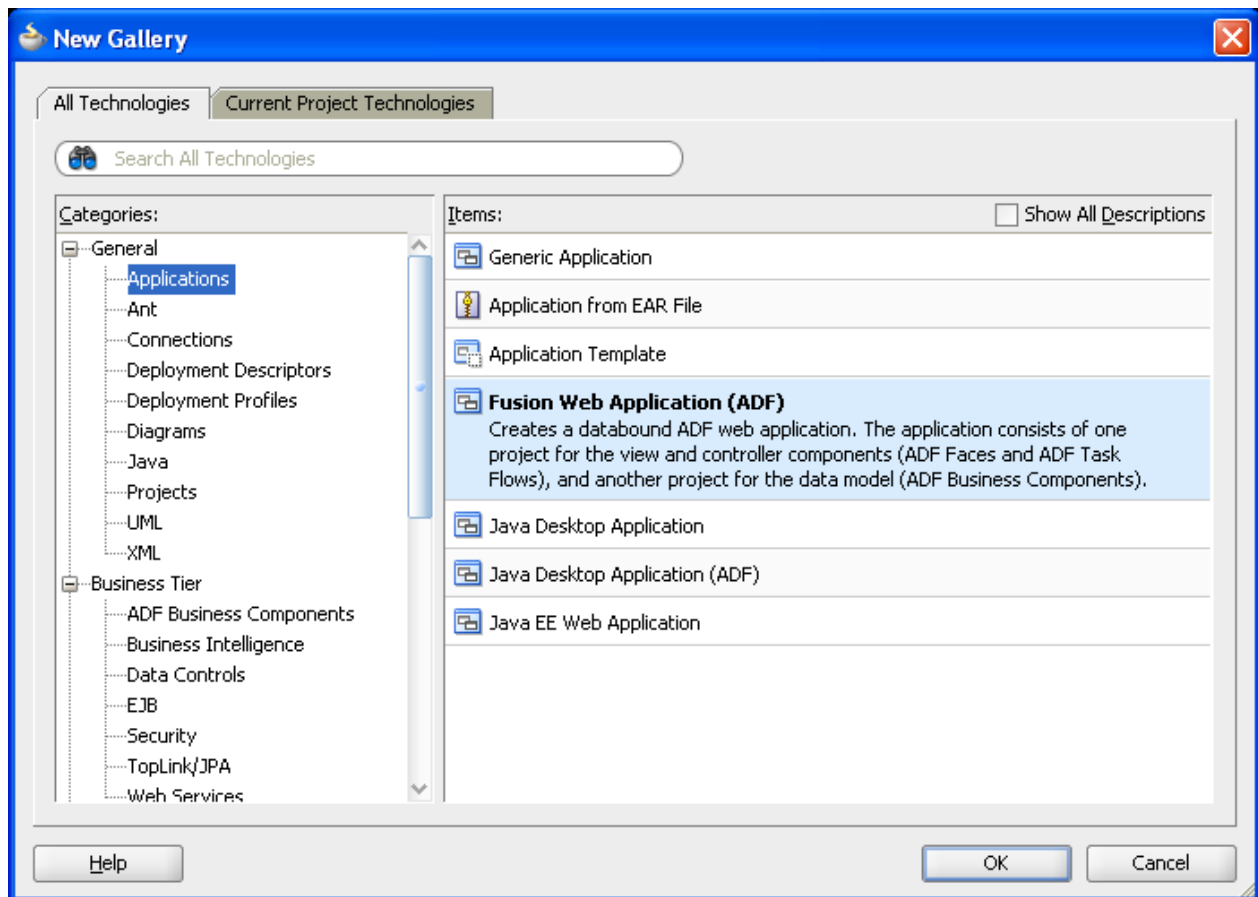 New Gallery
All Technologies
Current Project Technologies
Search All Technologies
Categories:
General
Applications
Ant
Connections
Deployment Descriptors
Deployment Profiles
Diagrams
Java
Projects
UML
XML
Business Tier
ADF Business Components
Business Intelligence
Data Controls
EJB
Security
TopLink/JPA
Web Services
Items:
Show All Descriptions
Generic Application
Application from EAR File
Application Template
Fusion Web Application (ADF)
Creates a databound ADF web application. The application consists of one
project for the view and controller components (ADF Faces and ADF Task
Flows), and another project for the data model (ADF Business Components).
Java Desktop Application
Java Desktop Application (ADF)
Java EE Web Application
Help
OK
Cancel